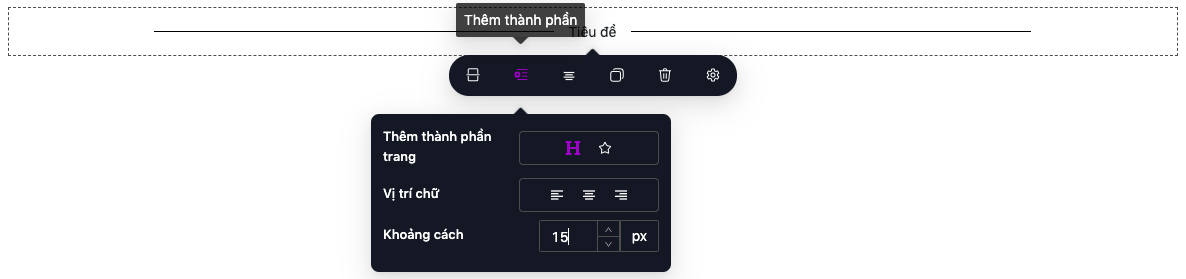 Thêm thành phần
Tiêu đề
Thêm thành phần
trang
H
Vị trí chữ
Khoảng cách
15
px